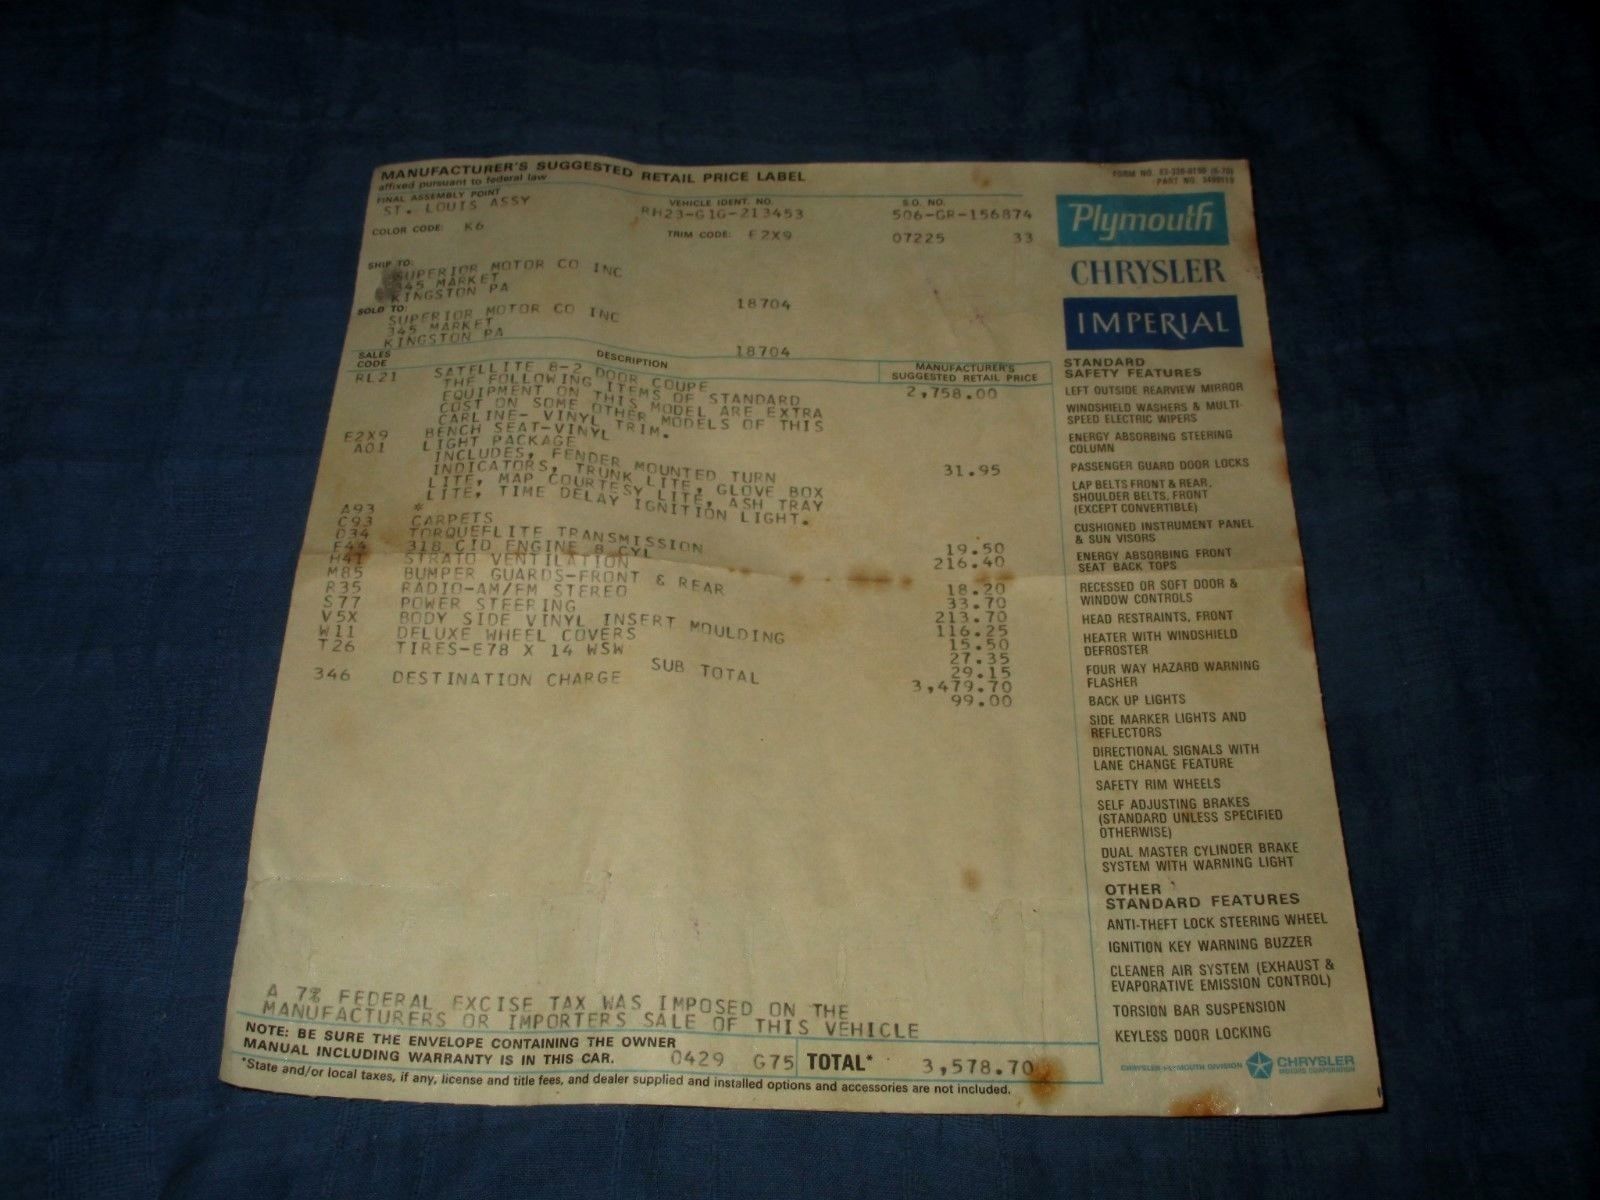 MANUFACTURER'S SUGGESTED RETAIL PRICE LABEL
affixed pursuant to federal law
FORM NO. (6-70)
PART NO.
FINAL ASSEMBLY POINT
ST. LOUIS ASSY
VEHICLE IDENT. NO.
RH23-G1G-213453
S.O. NO.
506-GR-156874
COLOR CODE: K6
TRIM CODE: E2X9
07225 33
SHIP TO:
SUPERIOR MOTOR CO INC
345 MARKET
KINGSTON PA
18704
SOLD TO
SUPERIOR MOTOR CO INC
345 MARKET
KINGSTON PA
18704
SALES CODE
DESCRIPTION
MANUFACTURER'S
SUGGESTED RETAIL PRICE
RL21 SATELLITE 8-2 DOOR COUPE 2,758.00
THE FOLLOWING ITEMS OF STANDARD
EQUIPMENT ON THIS MODEL ARE EXTRA
COST ON SOME OTHER MODELS OF THIS
CARLINE- VINYL TRIM.
E2X9 BENCH SEAT-VINYL
A01 LIGHT PACKAGE 31.95
INCLUDES, FENDER MOUNTED TURN
INDICATORS, TRUNK LITE, GLOVE BOX
LITE, MAP COURTESY LITE, ASH TRAY
LITE, TIME DELAY IGNITION LIGHT.
A93 *
C93 CARPETS 19.50
D34 TORQUEFLITE TRANSMISSION 216.40
E44 318 CID ENGINE 8 CYL
H41 STRATO VENTILATION 18.20
M85 BUMPER GUARDS-FRONT & REAR 33.70
R35 RADIO-AM/FM STEREO 213.70
S77 POWER STEERING 116.25
V5X BODY SIDE VINYL INSERT MOULDING 15.50
W11 DELUXE WHEEL COVERS 27.35
T26 TIRES-E78 X 14 WSW 29.15
SUB TOTAL 3,479.70
346 DESTINATION CHARGE 99.00
A 7% FEDERAL EXCISE TAX WAS IMPOSED ON THE
MANUFACTURERS OR IMPORTERS SALE OF THIS VEHICLE
NOTE: BE SURE THE ENVELOPE CONTAINING THE OWNER
MANUAL INCLUDING WARRANTY IS IN THIS CAR.
0429 G75
TOTAL* 3,578.70
*State and/or local taxes, if any, license and title fees, and dealer supplied and installed options and accessories are not included.
Plymouth
CHRYSLER
IMPERIAL
STANDARD
SAFETY FEATURES
LEFT OUTSIDE REARVIEW MIRROR
WINDSHIELD WASHERS & MULTI-
SPEED ELECTRIC WIPERS
ENERGY ABSORBING STEERING
COLUMN
PASSENGER GUARD DOOR LOCKS
LAP BELTS FRONT & REAR,
SHOULDER BELTS, FRONT
(EXCEPT CONVERTIBLE)
CUSHIONED INSTRUMENT PANEL
& SUN VISORS
ENERGY ABSORBING FRONT
SEAT BACK TOPS
RECESSED OR SOFT DOOR &
WINDOW CONTROLS
HEAD RESTRAINTS, FRONT
HEATER WITH WINDSHIELD
DEFROSTER
FOUR WAY HAZARD WARNING
FLASHER
BACK UP LIGHTS
SIDE MARKER LIGHTS AND
REFLECTORS
DIRECTIONAL SIGNALS WITH
LANE CHANGE FEATURE
SAFETY RIM WHEELS
SELF ADJUSTING BRAKES
(STANDARD UNLESS SPECIFIED
OTHERWISE)
DUAL MASTER CYLINDER BRAKE
SYSTEM WITH WARNING LIGHT
OTHER
STANDARD FEATURES
ANTI-THEFT LOCK STEERING WHEEL
IGNITION KEY WARNING BUZZER
CLEANER AIR SYSTEM (EXHAUST &
EVAPORATIVE EMISSION CONTROL)
TORSION BAR SUSPENSION
KEYLESS DOOR LOCKING
CHRYSLER-PLYMOUTH DIVISION
CHRYSLER
MOTORS CORPORATION